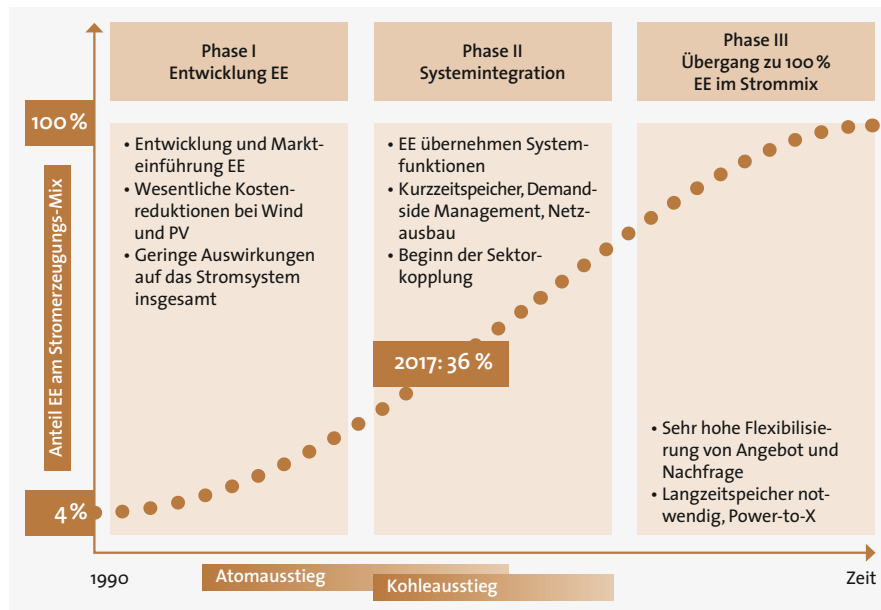 Phase I
Entwicklung EE
Phase II
Systemintegration
Phase III
Übergang zu 100 %
EE im Strommix
100 %
Anteil EE am Stromerzeugungs-Mix
4 %
• Entwicklung und Markt-
einführung EE
• Wesentliche Kosten-
reduktionen bei Wind
und PV
• Geringe Auswirkungen
auf das Stromsystem
insgesamt
• EE übernehmen System-
funktionen
• Kurzzeitspeicher, Demand-
side Management, Netz-
ausbau
• Beginn der Sektor-
kopplung
2017: 36 %
• Sehr hohe Flexibilisie-
rung von Angebot und
Nachfrage
• Langzeitspeicher not-
wendig, Power-to-X
1990
Atomausstieg
Kohleausstieg
Zeit